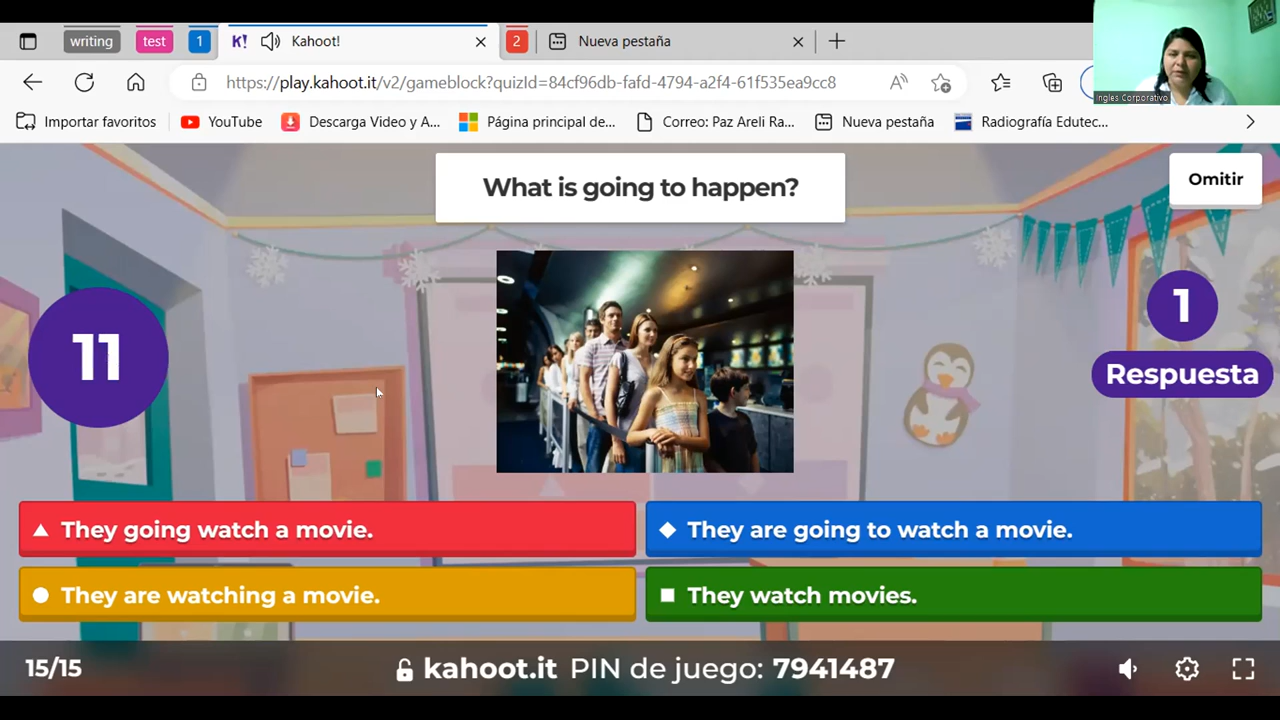 writing
test
1
K! Kahoot!
2
Nueva pestaña
Ingles Corporativo
https://play.kahoot.it/v2/gameblock?quizId=84cf96db-fafd-4794-a2f4-61f535ea9cc8
Importar favoritos
YouTube
Descarga Video y A...
Página principal de...
Correo: Paz Areli Ra...
Nueva pestaña
Radiografía Edutec...
What is going to happen?
Omitir
11
1
Respuesta
They going watch a movie.
They are going to watch a movie.
They are watching a movie.
They watch movies.
15/15
kahoot.it PIN de juego: 7941487